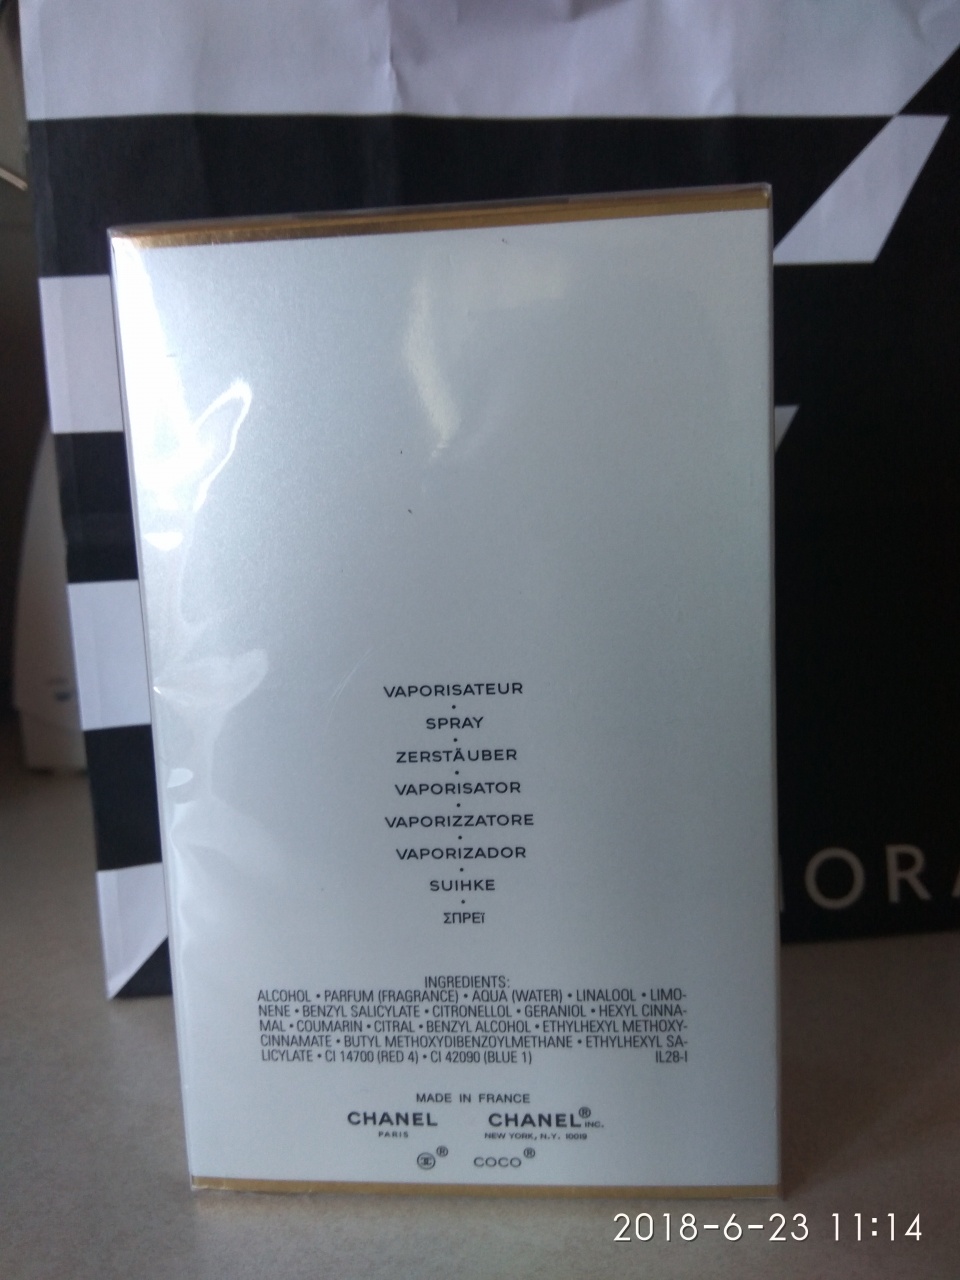 VAPORISATEUR
•
SPRAY
•
ZERSTÄUBER
•
VAPORISATOR
•
VAPORIZZATORE
•
VAPORIZADOR
•
SUIHKE
•
ΣΠΡΕΪ
INGREDIENTS:
ALCOHOL • PARFUM (FRAGRANCE) • AQUA (WATER) • LINALOOL • LIMO-
NENE • BENZYL SALICYLATE • CITRONELLOL • GERANIOL • HEXYL CINNA-
MAL • COUMARIN • CITRAL • BENZYL ALCOHOL • ETHYLHEXYL METHOXY-
CINNAMATE • BUTYL METHOXYDIBENZOYLMETHANE • ETHYLHEXYL SA-
LICYLATE • CI 14700 (RED 4) • CI 42090 (BLUE 1) IL28-I
MADE IN FRANCE
CHANEL CHANEL® INC.
PARIS NEW YORK, N.Y. 10019
® COCO®
ORA
2018-6-23 11:14